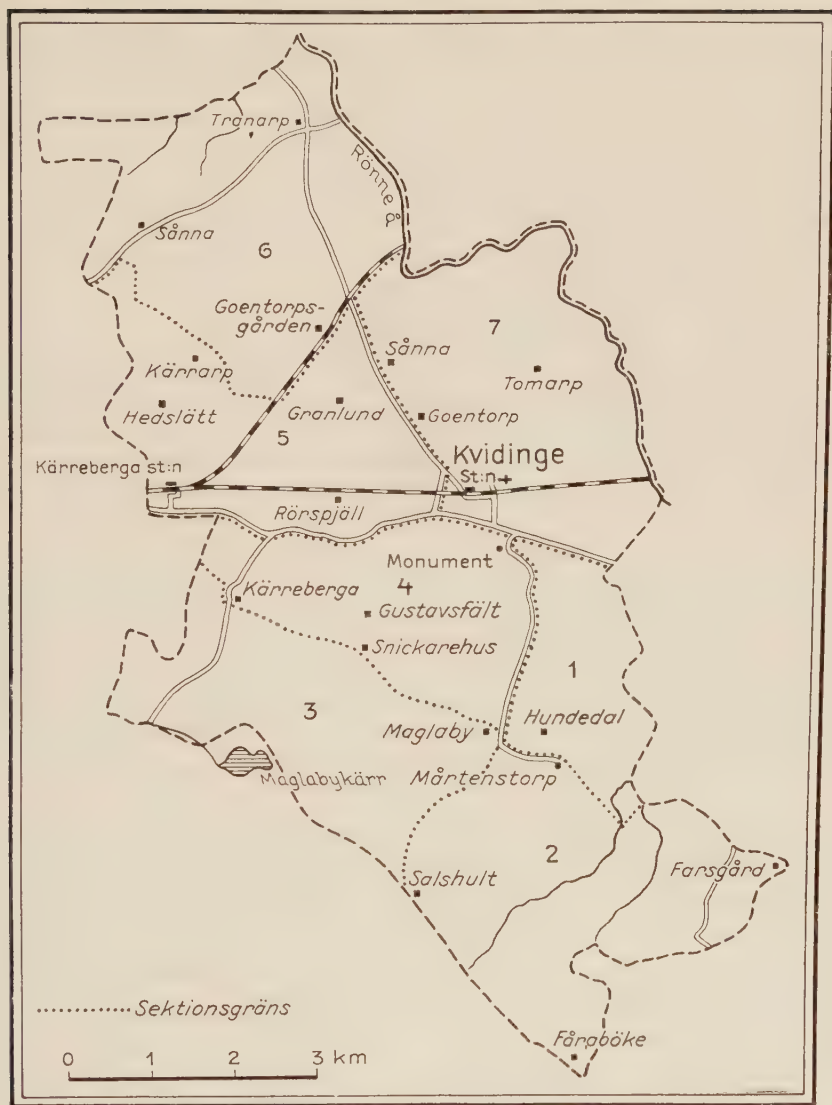 Tranarp
Rönne å
Sånna
6
Goentorps-
gården
7
Sånna
Kärrarp
Tomarp
Hedslätt
Granlund
Goentorp
5
Kvidinge
Kärreberga st:n
St:n
Rörspjäll
Monument
4
Kärreberga
Gustavsfält
Snickarehus
1
3
Maglaby
Hundedal
Maglabykärr
Mårtenstorp
2
Farsgård
Salshult
Sektionsgräns
Fåraböke
0 1 2 3 km